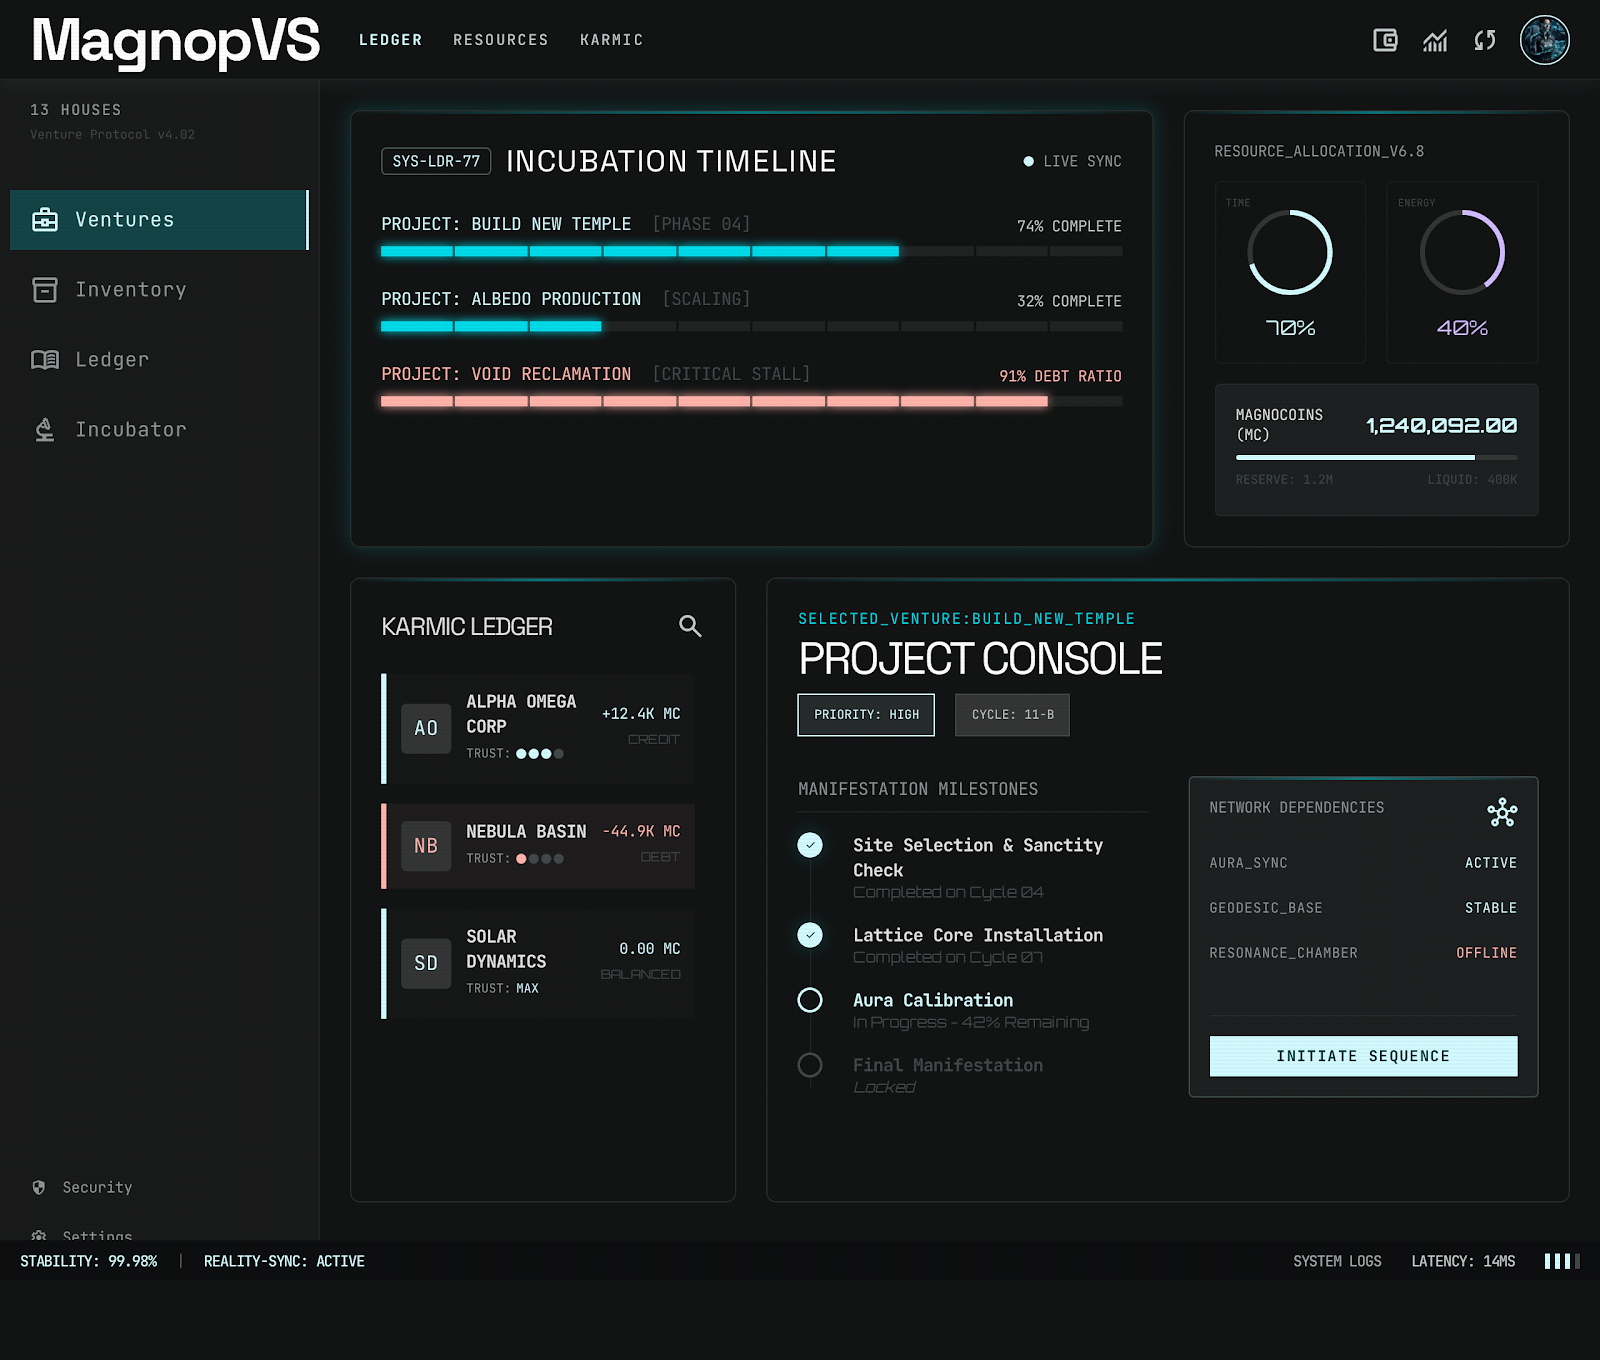 MagnopVS
LEDGER
RESOURCES
KARMIC
13 HOUSES
Venture Protocol v4.02
Ventures
Inventory
Ledger
Incubator
Security
Settings
SYS-LDR-77
INCUBATION TIMELINE
LIVE SYNC
PROJECT: BUILD NEW TEMPLE [PHASE 04]
74% COMPLETE
PROJECT: ALBEDO PRODUCTION [SCALING]
32% COMPLETE
PROJECT: VOID RECLAMATION [CRITICAL STALL]
91% DEBT RATIO
RESOURCE_ALLOCATION_V6.8
TIME
70%
ENERGY
40%
MAGNOCOINS
(MC)
1,240,092.00
RESERVE: 1.2M
LIQUID: 400K
KARMIC LEDGER
AO
ALPHA OMEGA
CORP
TRUST:
+12.4K MC
CREDIT
NB
NEBULA BASIN
TRUST:
-44.9K MC
DEBT
SD
SOLAR
DYNAMICS
TRUST: MAX
0.00 MC
BALANCED
SELECTED_VENTURE:BUILD_NEW_TEMPLE
PROJECT CONSOLE
PRIORITY: HIGH
CYCLE: 11-B
MANIFESTATION MILESTONES
Site Selection & Sanctity
Check
Completed on Cycle 04
Lattice Core Installation
Completed on Cycle 07
Aura Calibration
In Progress - 42% Remaining
Final Manifestation
Locked
NETWORK DEPENDENCIES
AURA_SYNC
ACTIVE
GEODESIC_BASE
STABLE
RESONANCE_CHAMBER
OFFLINE
INITIATE SEQUENCE
STABILITY: 99.98%
REALITY-SYNC: ACTIVE
SYSTEM LOGS
LATENCY: 14MS